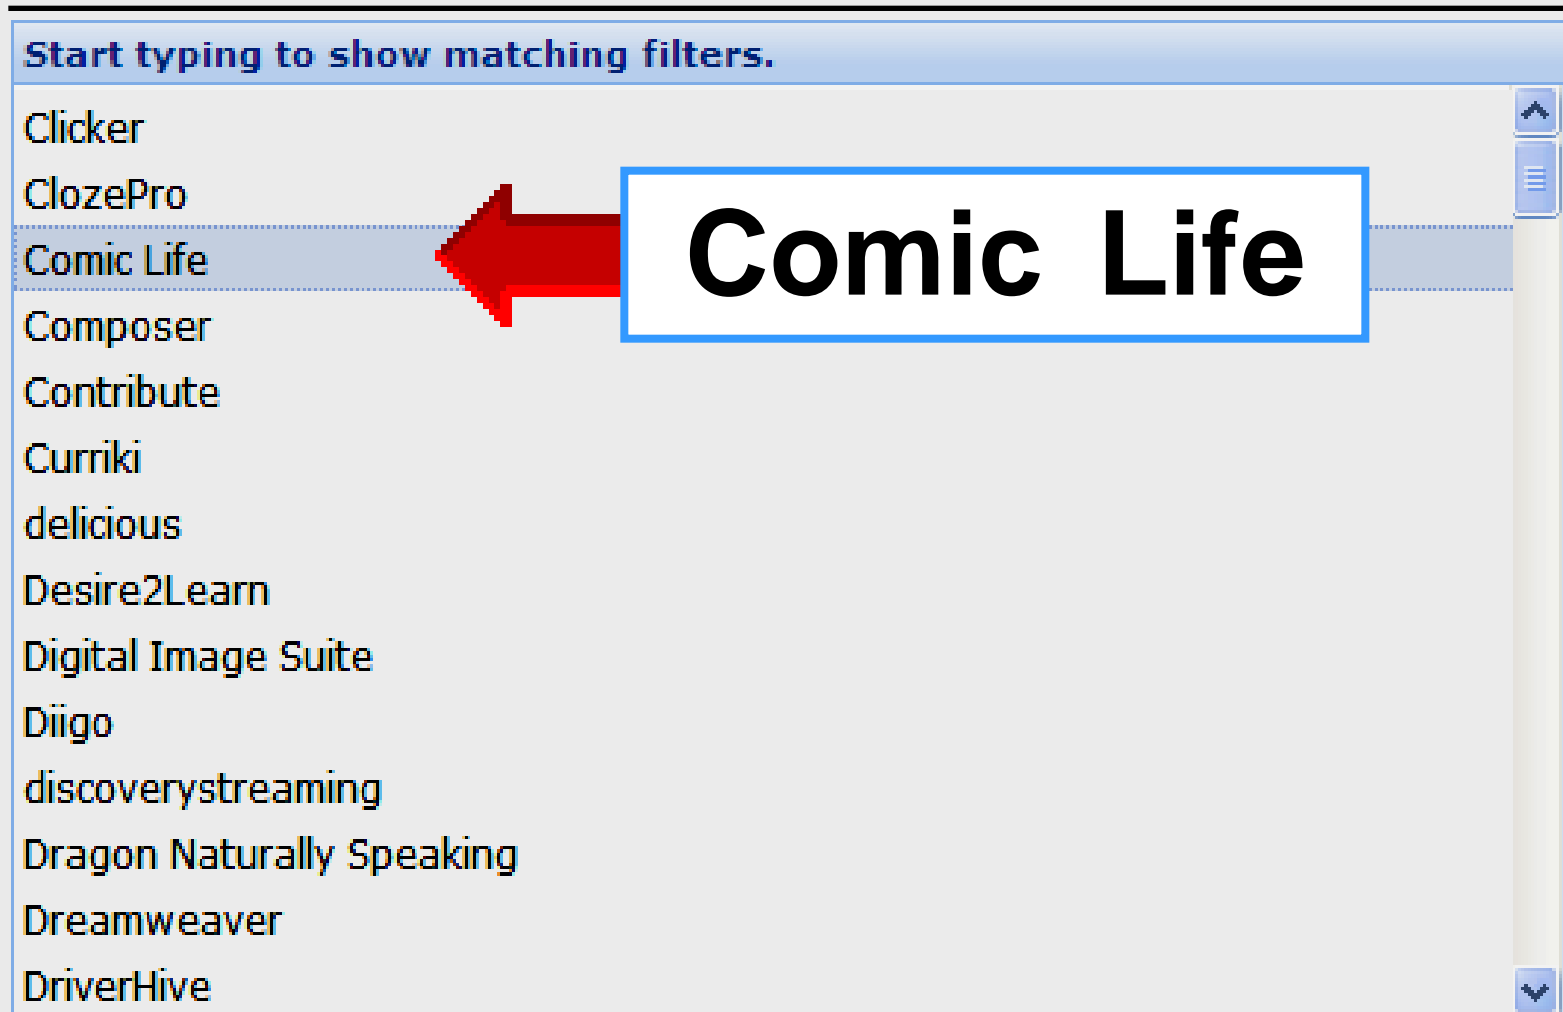 Start typing to show matching filters.
Clicker
ClozePro
Comic Life
Comic Life
Composer
Contribute
Curriki
delicious
Desire2Learn
Digital Image Suite
Diigo
discoverystreaming
Dragon Naturally Speaking
Dreamweaver
DriverHive